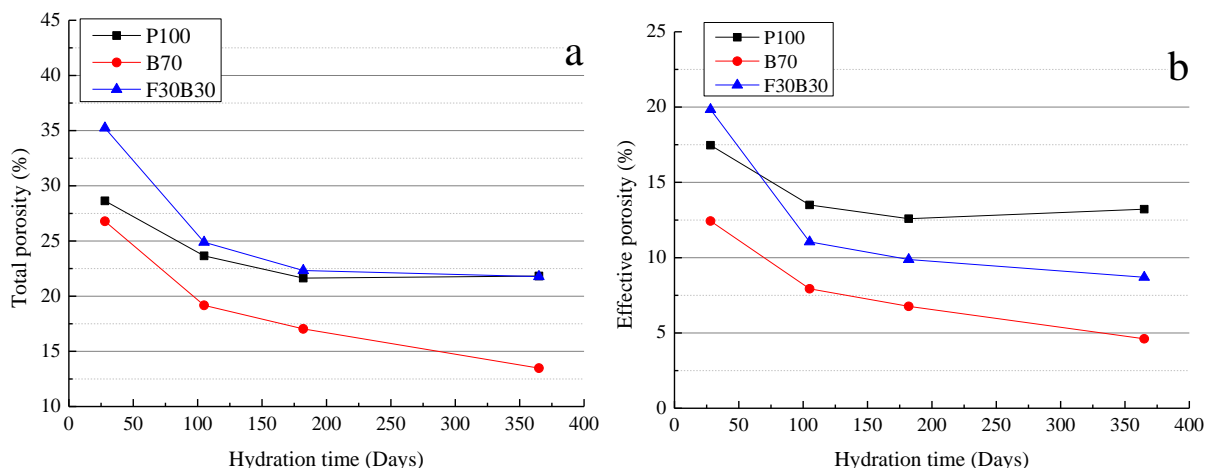 P100
B70
F30B30
a
45
40
35
30
25
20
15
10
Total porosity (%)
0 50 100 150 200 250 300 350 400
Hydration time (Days)
P100
B70
F30B30
b
25
20
15
10
5
0
Effective porosity (%)
0 50 100 150 200 250 300 350 400
Hydration time (Days)